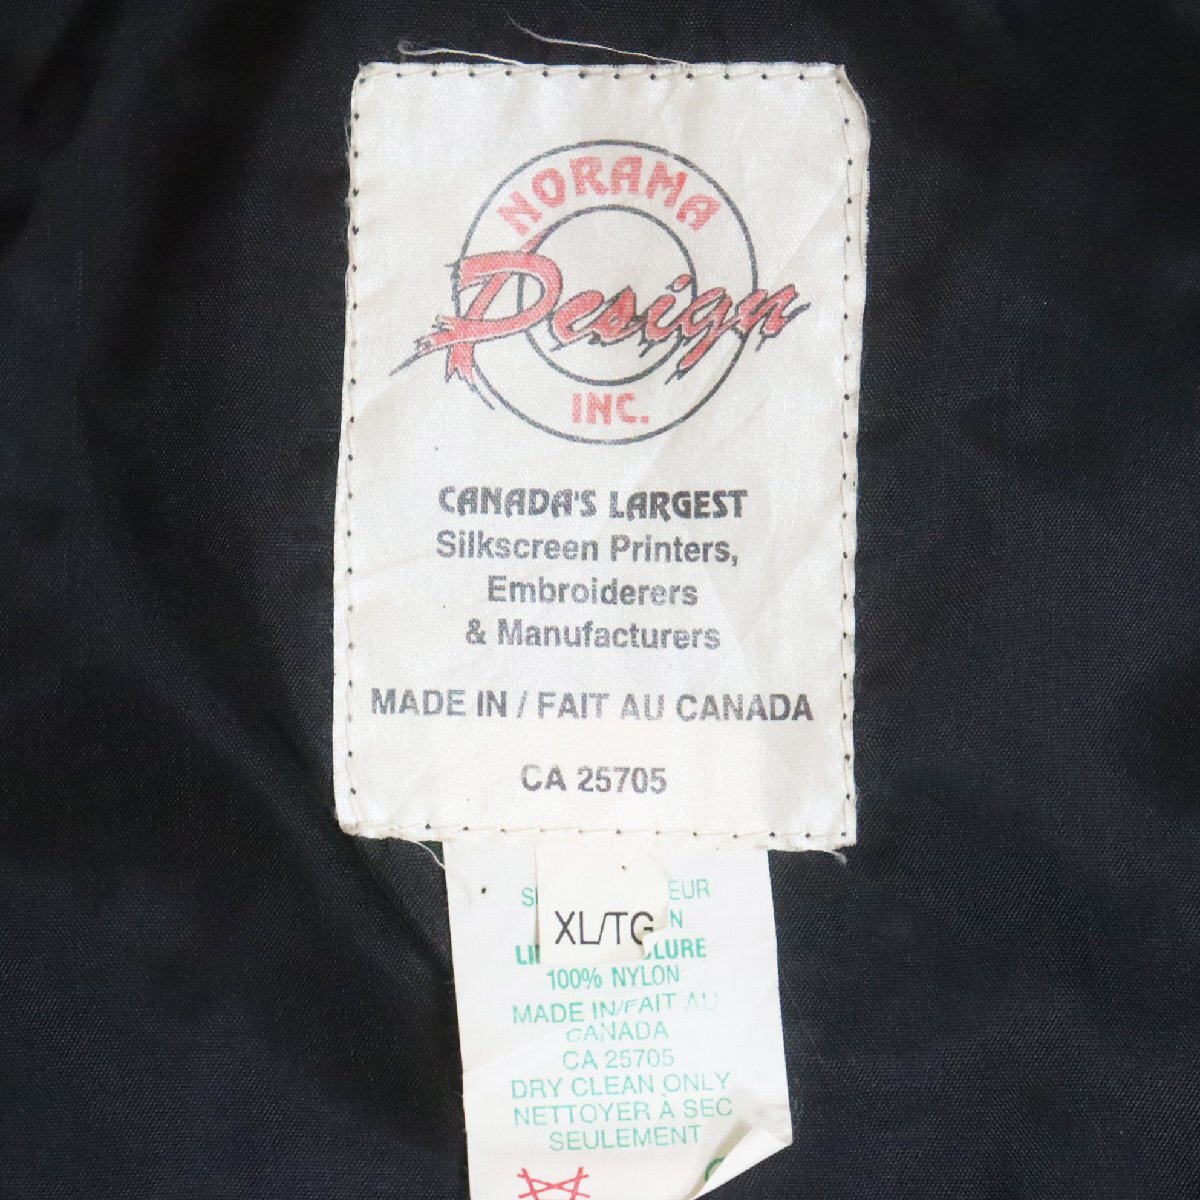 NORAMA
Design
INC.
CANADA'S LARGEST
Silkscreen Printers,
Embroiderers
& Manufacturers
MADE IN / FAIT AU CANADA
CA 25705
XL/TG
100% NYLON
MADE IN/FAIT AU
CANADA
CA 25705
DRY CLEAN ONLY
NETTOYER À SEC
SEULEMENT